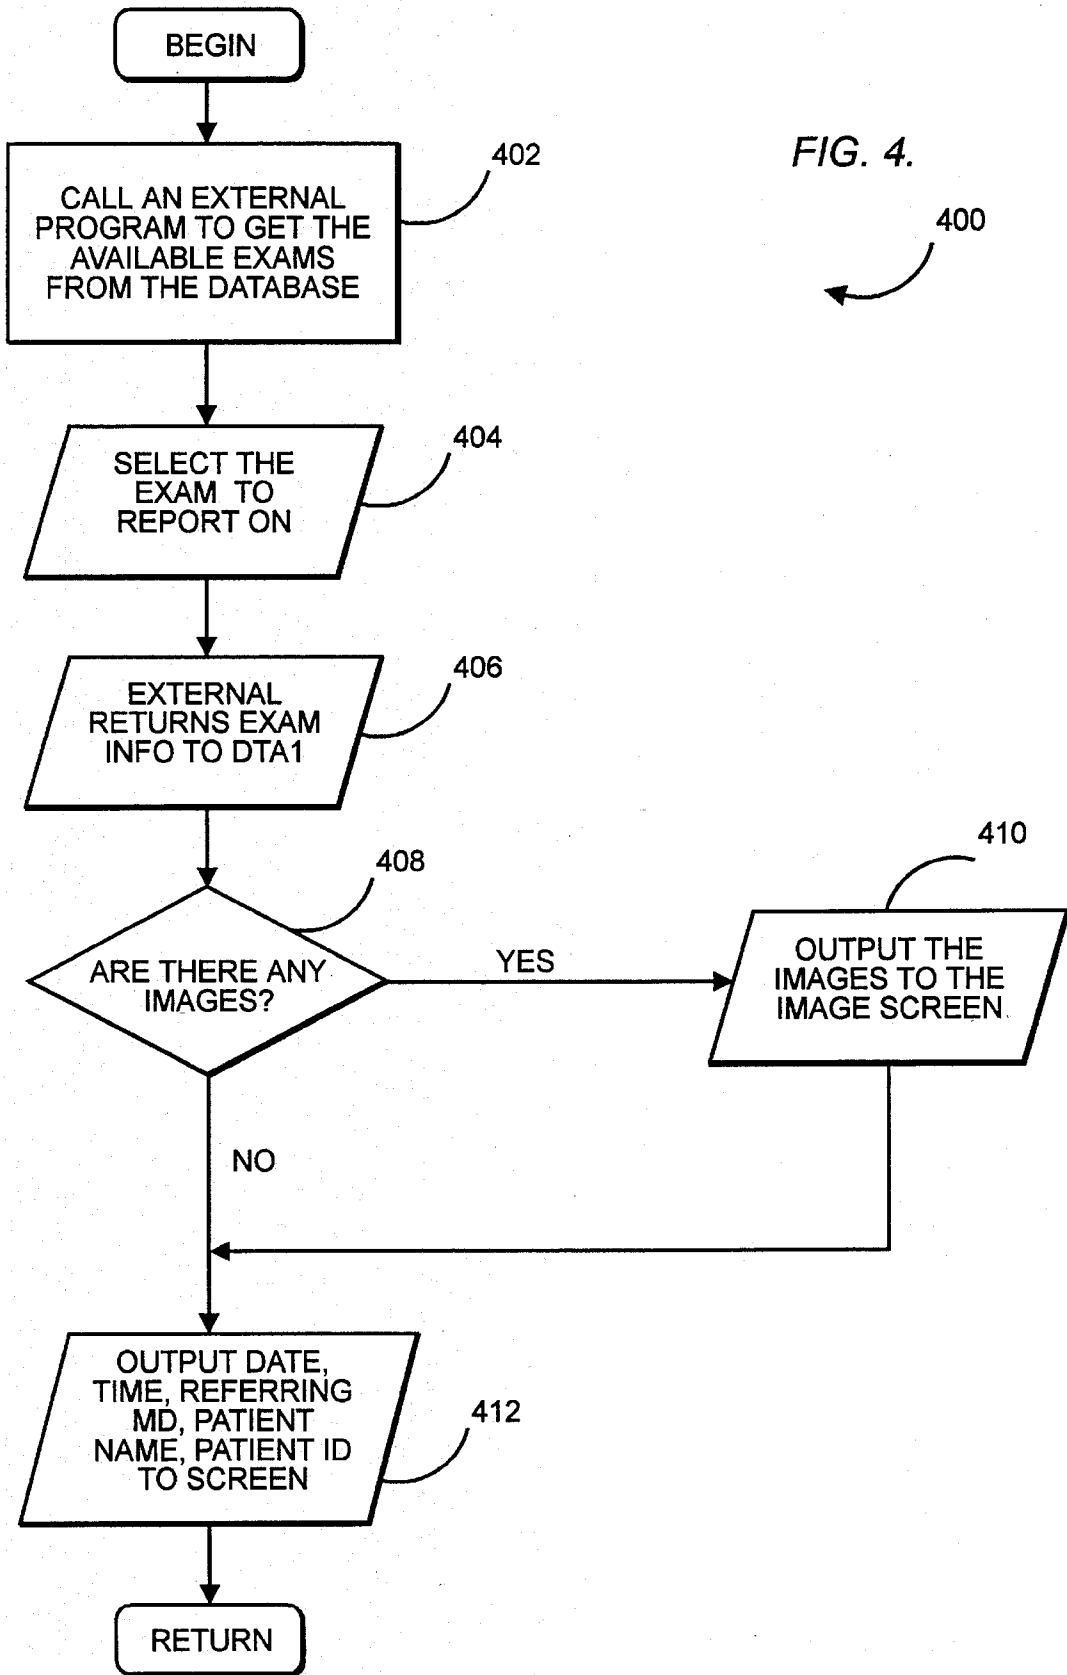 BEGIN
FIG. 4.
402
CALL AN EXTERNAL
PROGRAM TO GET THE
AVAILABLE EXAMS
FROM THE DATABASE
400
404
SELECT THE
EXAM TO
REPORT ON
406
EXTERNAL
RETURNS EXAM
INFO TO DTA1
408
410
ARE THERE ANY
IMAGES?
YES
OUTPUT THE
IMAGES TO THE
IMAGE SCREEN
NO
OUTPUT DATE,
TIME, REFERRING
MD, PATIENT
NAME, PATIENT ID
TO SCREEN
412
RETURN